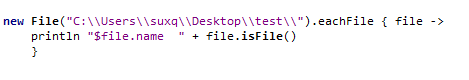 new File("C:\\Users\\suxq\\Desktop\\test\\").eachFile { file ->
    println "$file.name  " + file.isFile()
    }